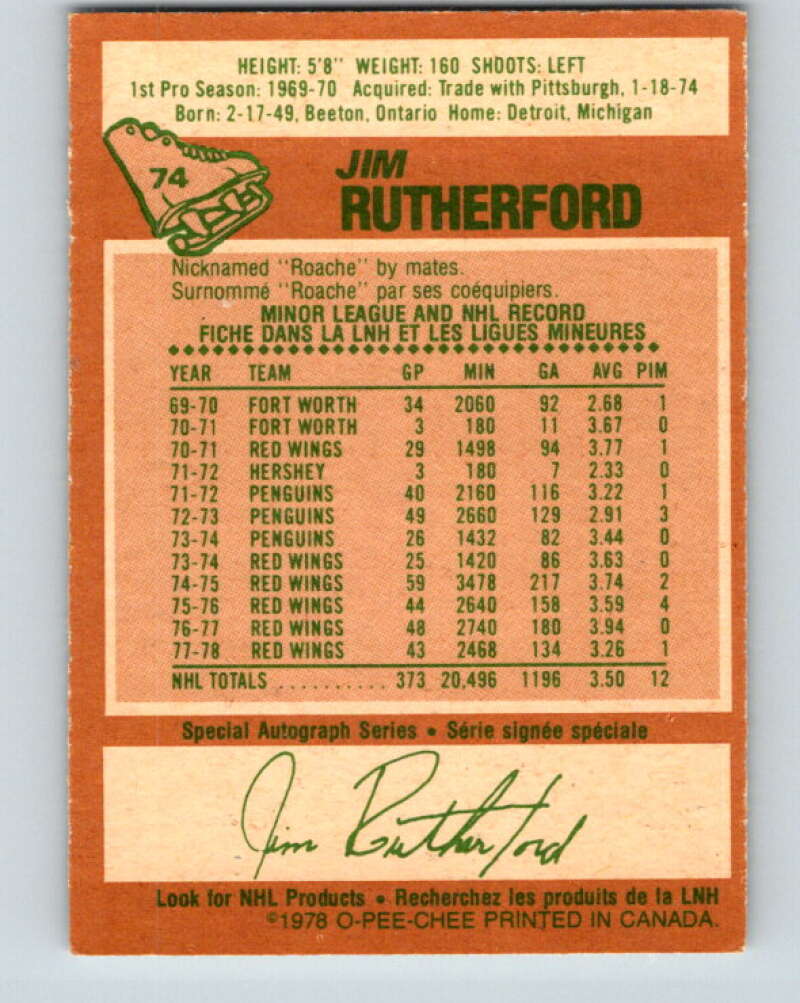 HEIGHT: 5'8" WEIGHT: 160 SHOOTS: LEFT
1st Pro Season: 1969-70 Acquired: Trade with Pittsburgh, 1-18-74
Born: 2-17-49, Beeton, Ontario Home: Detroit, Michigan
74
JIM
RUTHERFORD
Nicknamed "Roache" by mates.
Surnommé "Roache" par ses coéquipiers.
MINOR LEAGUE AND NHL RECORD
FICHE DANS LA LNH ET LES LIGUES MINEURES
YEAR TEAM GP MIN GA AVG PIM
69-70 FORT WORTH 34 2060 92 2.68 1
70-71 FORT WORTH 3 180 11 3.67 0
70-71 RED WINGS 29 1498 94 3.77 1
71-72 HERSHEY 3 180 7 2.33 0
71-72 PENGUINS 40 2160 116 3.22 1
72-73 PENGUINS 49 2660 129 2.91 3
73-74 PENGUINS 26 1432 82 3.44 0
73-74 RED WINGS 25 1420 86 3.63 0
74-75 RED WINGS 59 3478 217 3.74 2
75-76 RED WINGS 44 2640 158 3.59 4
76-77 RED WINGS 48 2740 180 3.94 0
77-78 RED WINGS 43 2468 134 3.26 1
NHL TOTALS .......... 373 20,496 1196 3.50 12
Special Autograph Series • Série signée spéciale
Jim Rutherford
Look for NHL Products • Recherchez les produits de la LNH
©1978 O-PEE-CHEE PRINTED IN CANADA.